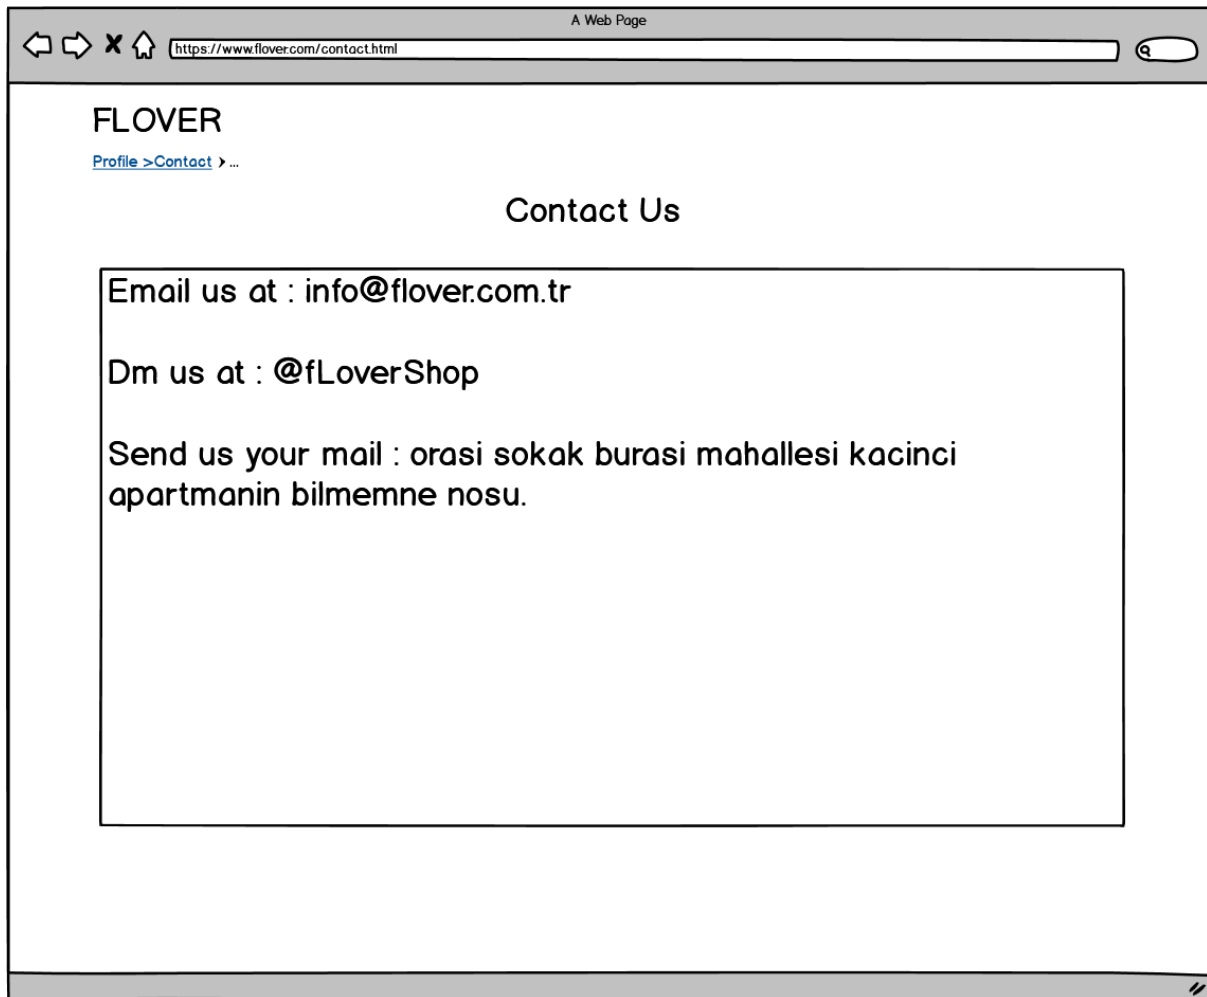 A Web Page
https://www.flover.com/contact.html
FLOVER
Profile >Contact > ...
Contact Us
Email us at : info@flover.com.tr
Dm us at : @fLoverShop
Send us your mail : orasi sokak burasi mahallesi kacinci
apartmanin bilmemne nosu.